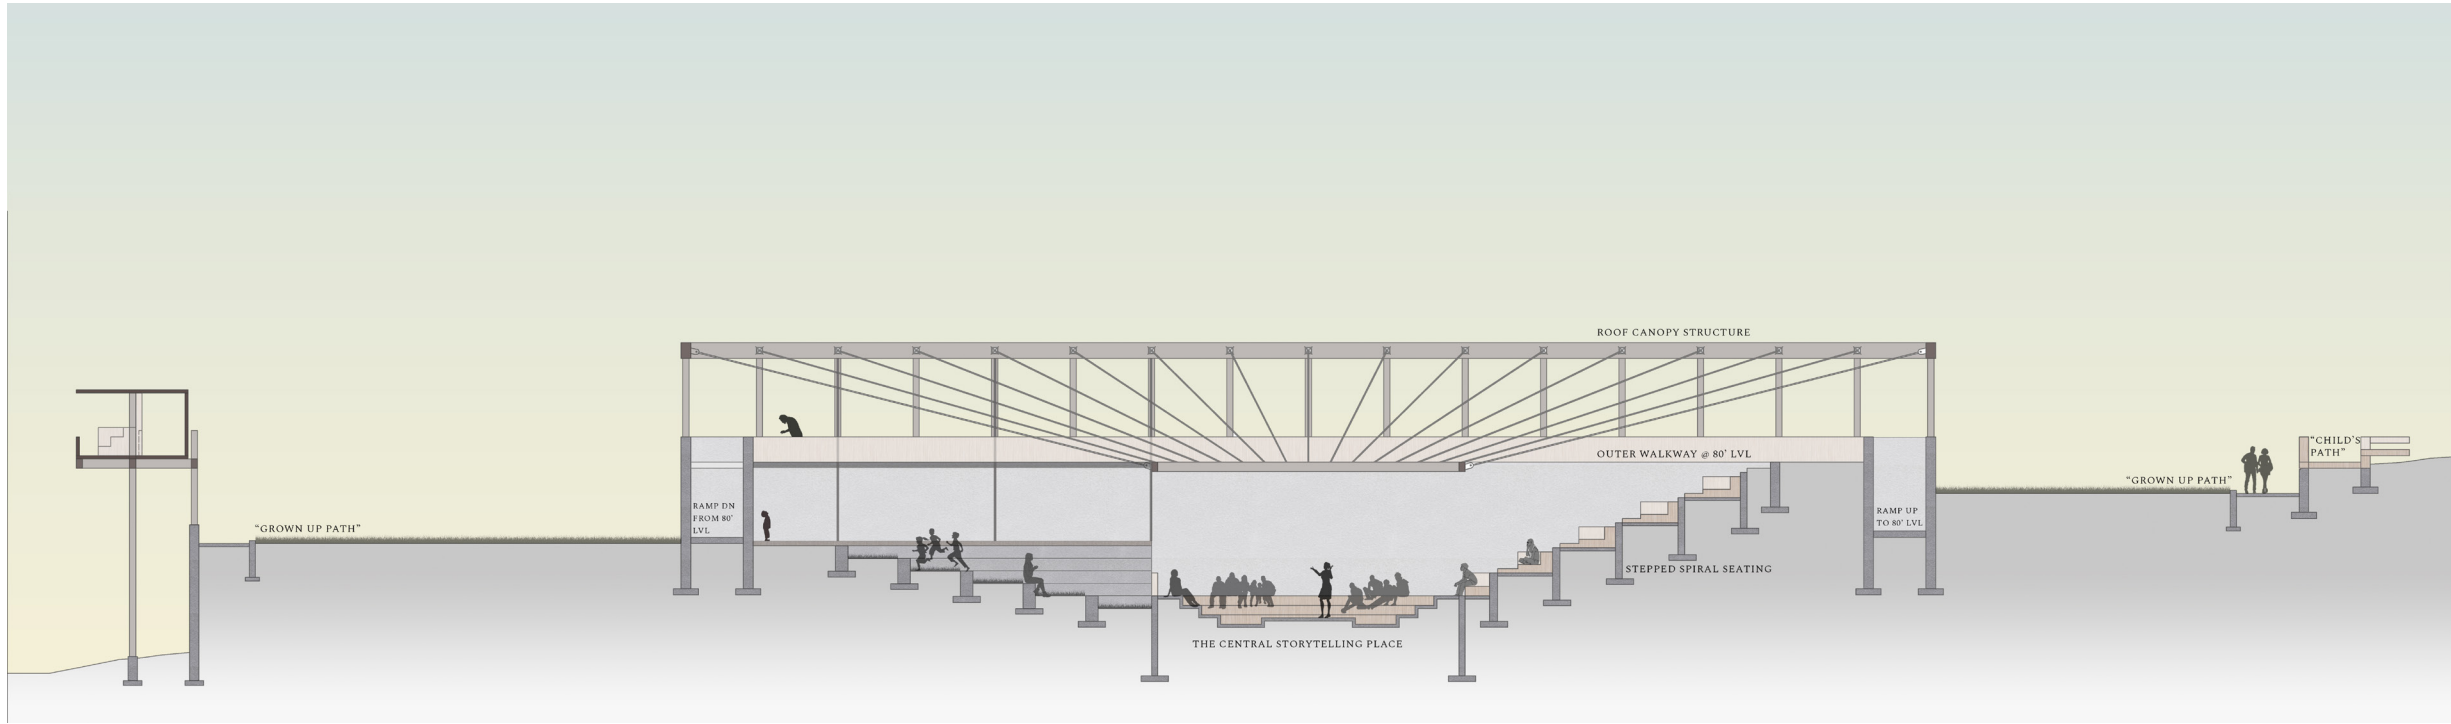 ROOF CANOPY STRUCTURE
"CHILD'S
PATH"
OUTER WALKWAY @ 80' LVL
"GROWN UP PATH"
RAMP DN
FROM 80'
LVL
RAMP UP
TO 80' LVL
"GROWN UP PATH"
STEPPED SPIRAL SEATING
THE CENTRAL STORYTELLING PLACE